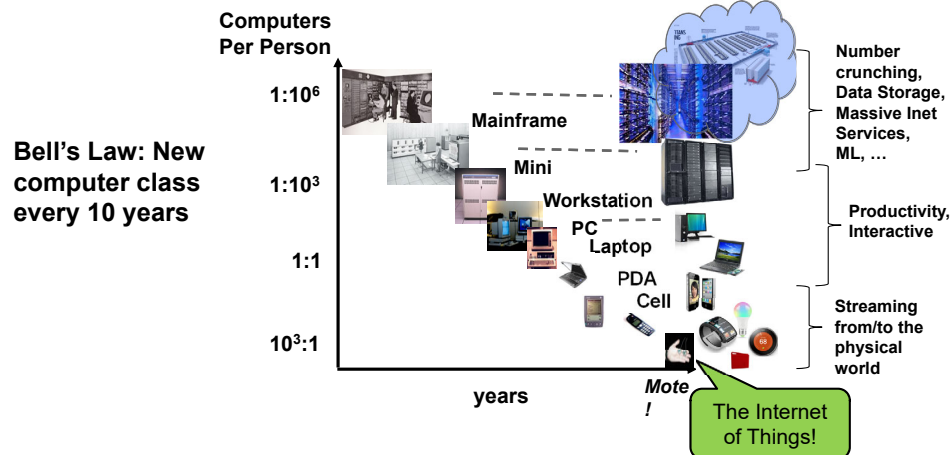 Computers
Per Person
1:10⁶
1:10³
1:1
10³:1
Bell's Law: New
computer class
every 10 years
Mainframe
Mini
Workstation
PC
Laptop
PDA
Cell
Mote
!
years
The Internet
of Things!
Number
crunching,
Data Storage,
Massive Inet
Services,
ML, …
Productivity,
Interactive
Streaming
from/to the
physical
world
68